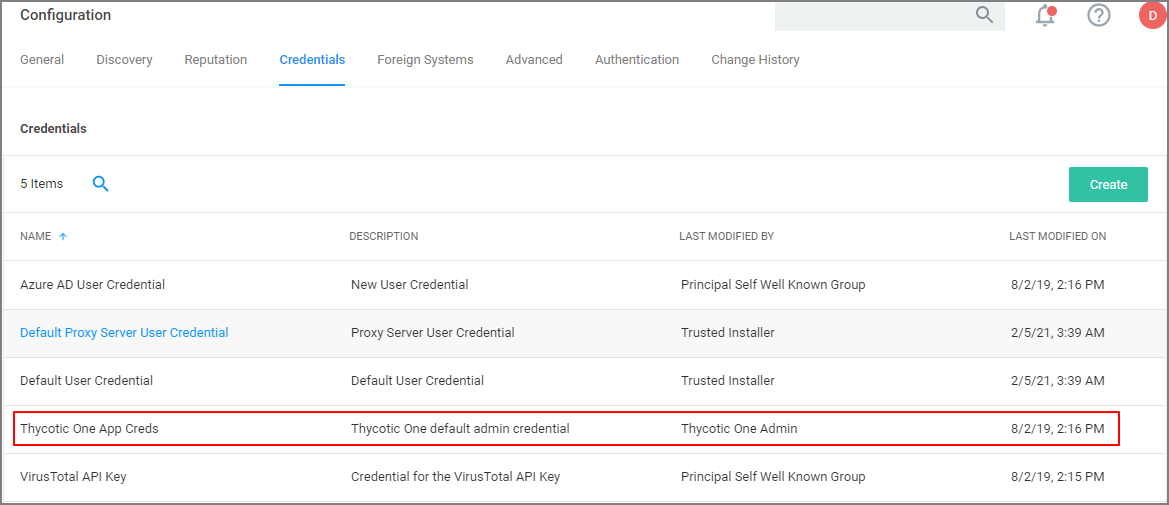 Configuration
D
General Discovery Reputation Credentials Foreign Systems Advanced Authentication Change History
Credentials
5 Items
Create
NAME DESCRIPTION LAST MODIFIED BY LAST MODIFIED ON
Azure AD User Credential New User Credential Principal Self Well Known Group 8/2/19, 2:16 PM
Default Proxy Server User Credential Proxy Server User Credential Trusted Installer 2/5/21, 3:39 AM
Default User Credential Default User Credential Trusted Installer 2/5/21, 3:39 AM
Thycotic One App Creds Thycotic One default admin credential Thycotic One Admin 8/2/19, 2:16 PM
VirusTotal API Key Credential for the VirusTotal API Key Principal Self Well Known Group 8/2/19, 2:15 PM